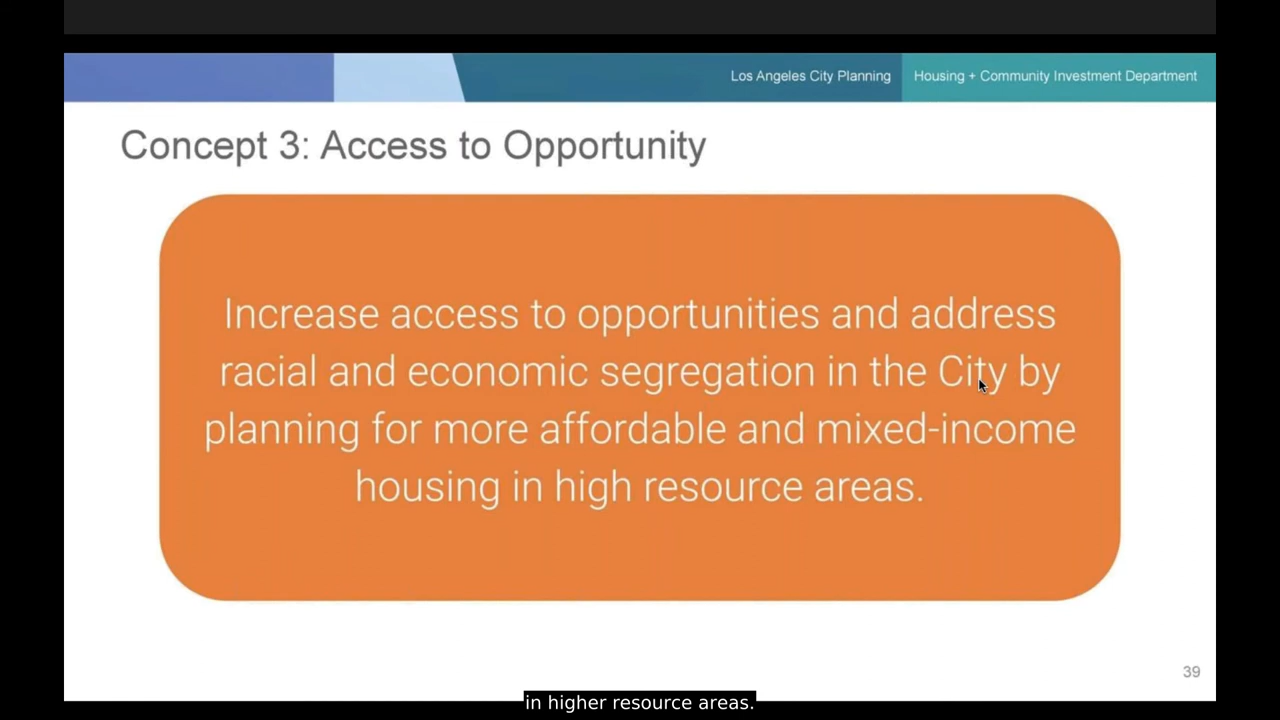 Los Angeles City Planning
Housing + Community Investment Department
Concept 3: Access to Opportunity
Increase access to opportunities and address
racial and economic segregation in the City by
planning for more affordable and mixed-income
housing in high resource areas.
39
in higher resource areas.